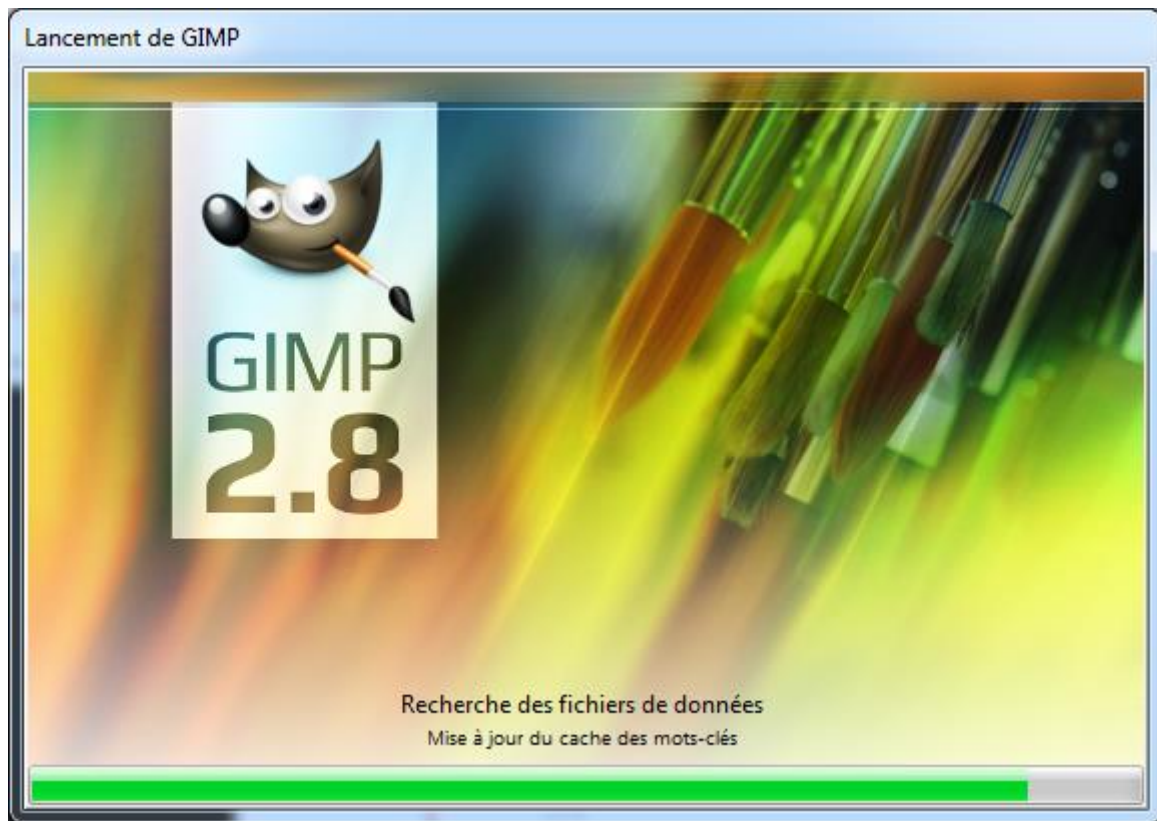 Lancement de GIMP
GIMP
2.8
Recherche des fichiers de données
Mise à jour du cache des mots-clés